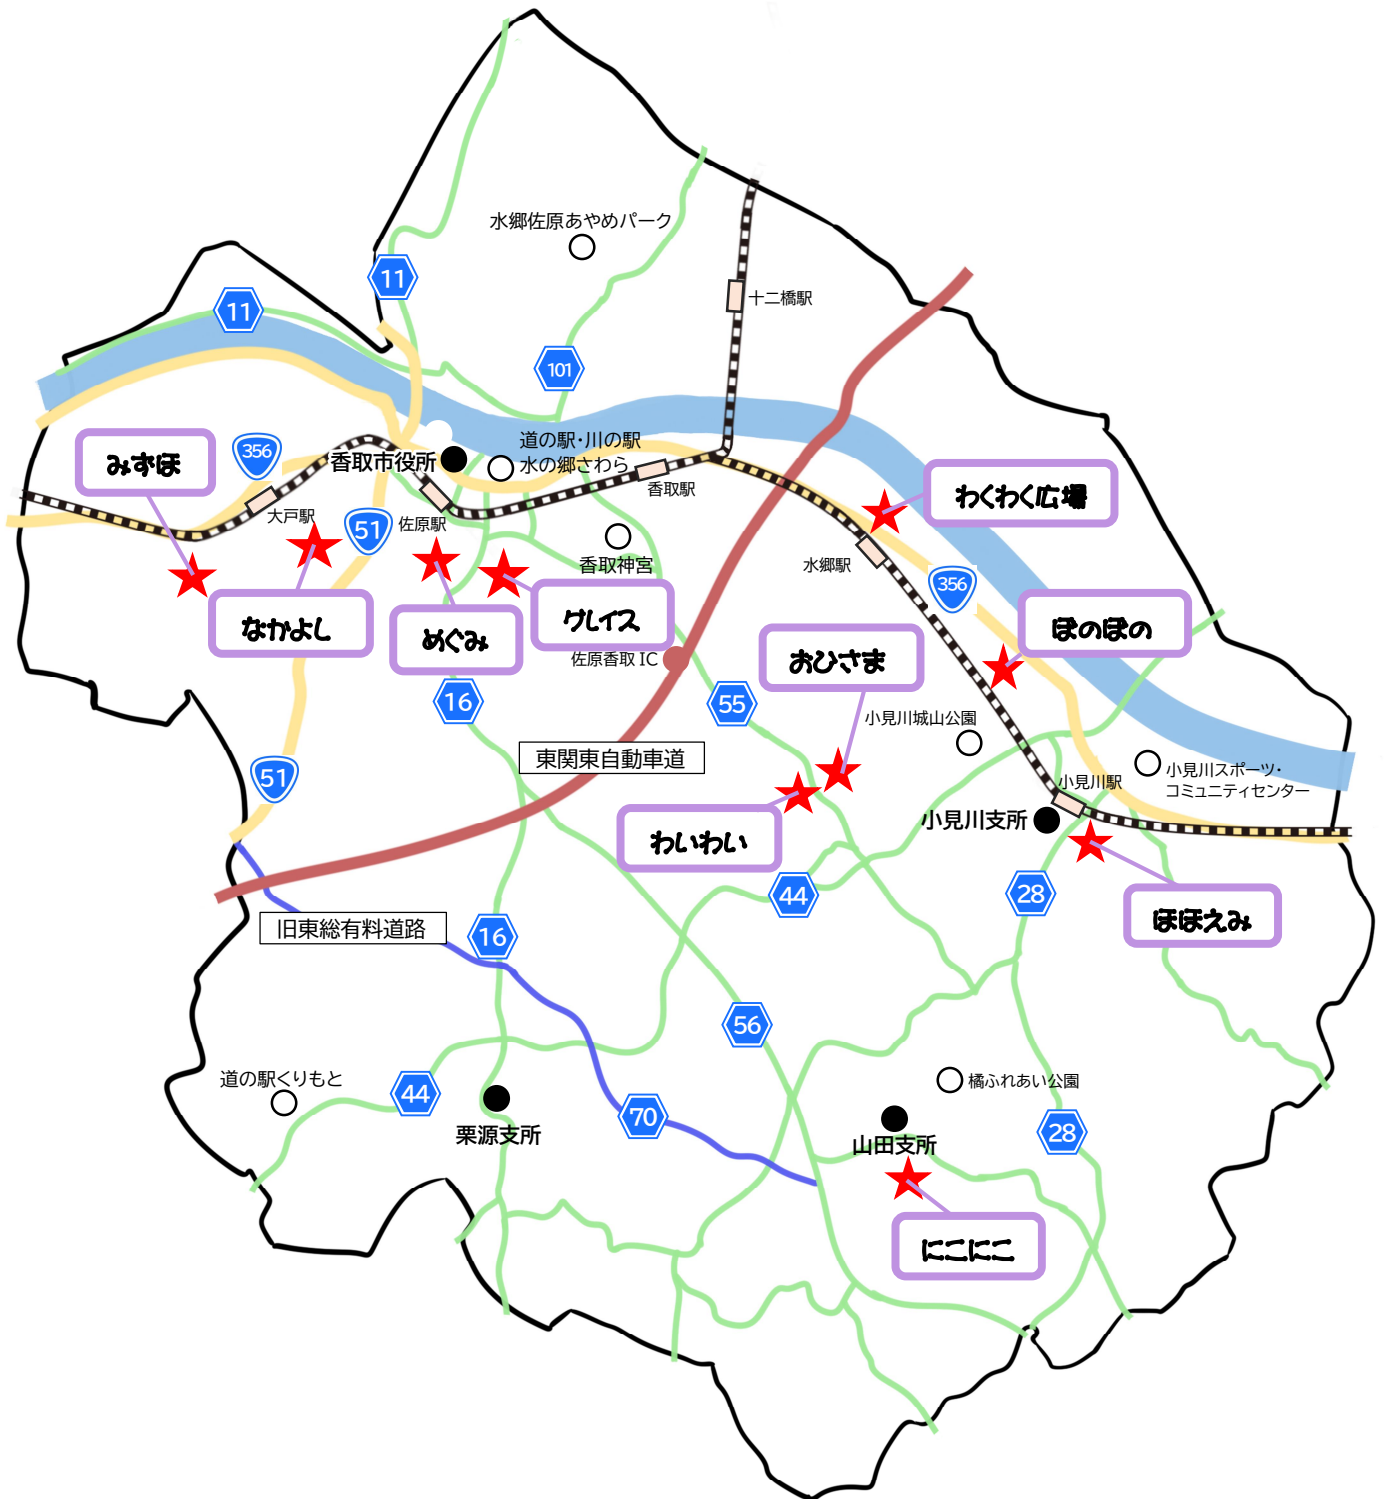 水郷佐原あやめパーク
11
十二橋駅
11
101
道の駅・川の駅
水の郷さわら
みずほ
356
香取市役所
香取駅
わくわく広場
大戸駅
51
佐原駅
香取神宮
水郷駅
356
なかよし
めぐみ
グレイス
ぽのぽの
佐原香取 IC
おひさま
16
55
小見川城山公園
東関東自動車道
51
小見川駅
小見川スポーツ・
コミュニティセンター
小見川支所
わいわい
44
28
ほほえみ
旧東総有料道路
16
56
道の駅くりもと
44
橘ふれあい公園
70
栗源支所
山田支所
28
にこにこ